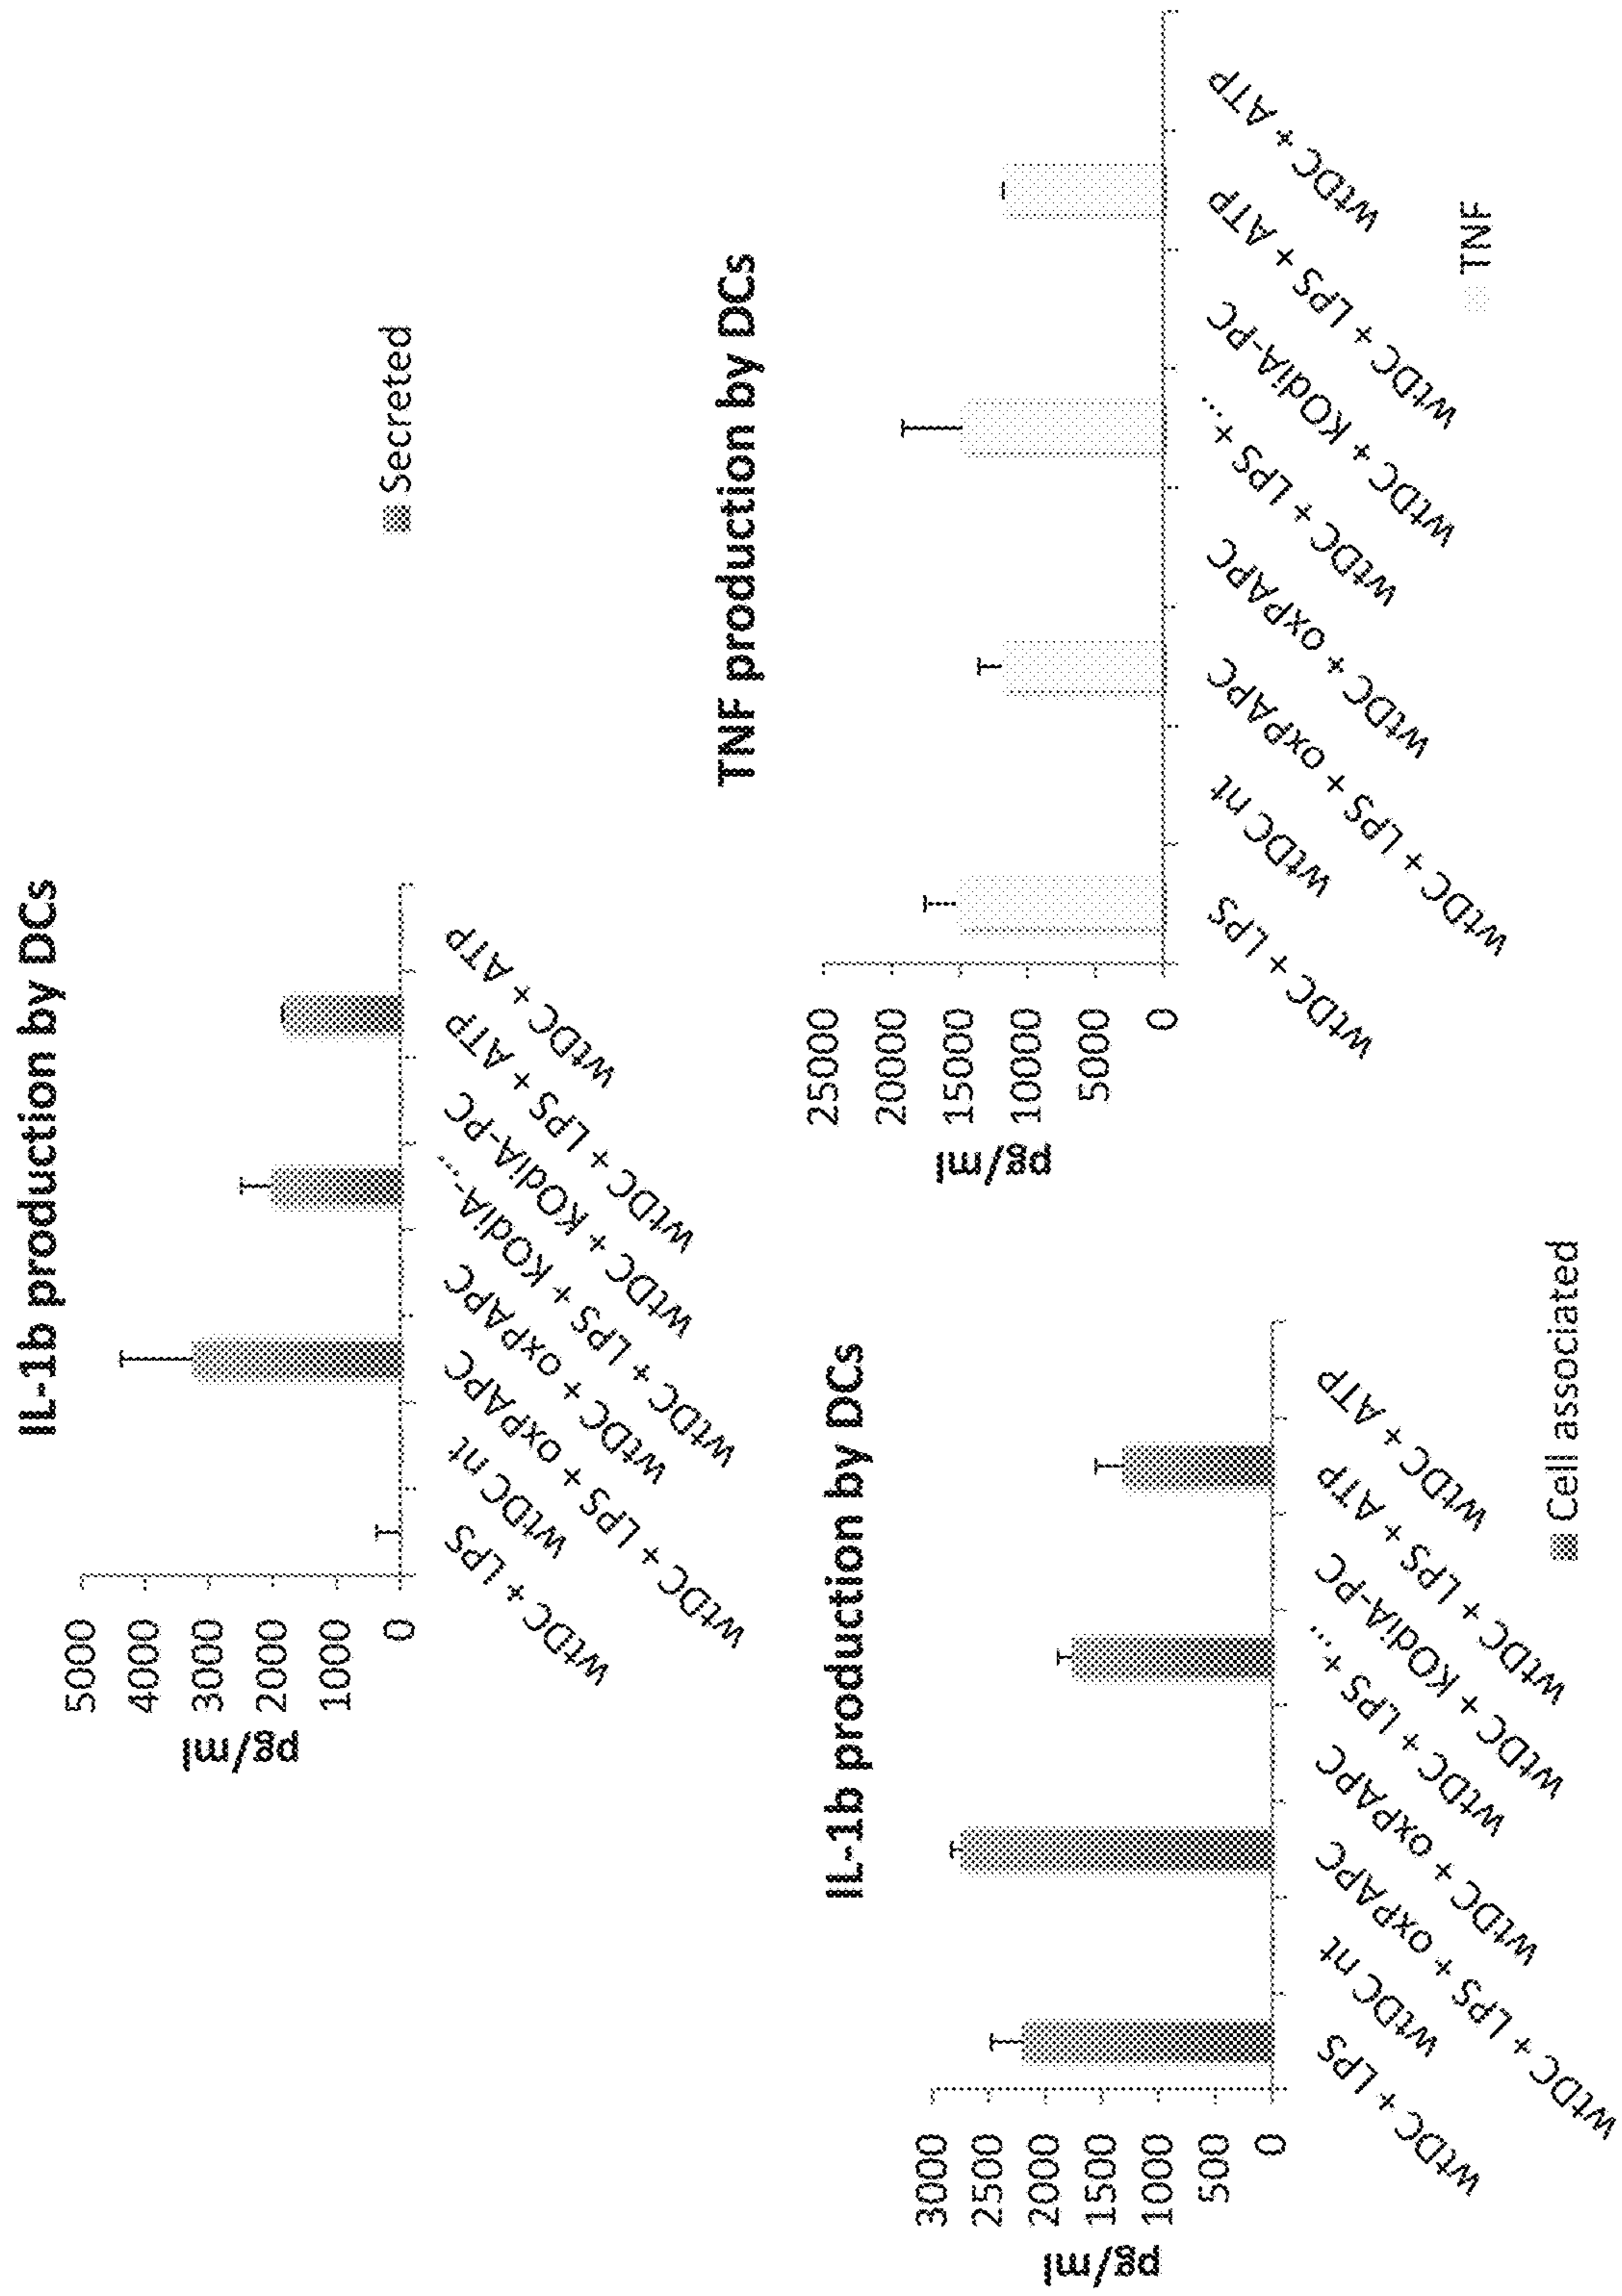 IL-1b production by DCs
pg/ml
5000
4000
3000
2000
1000
0
wtDC + LPS
wtDC nt
wtDC + LPS + oxPAPC
wtDC + oxPAPC
wtDC + LPS + KOdiA-...
wtDC + KOdiA-PC
wtDC + LPS + ATP
wtDC + ATP
Secreted
IL-1b production by DCs
pg/ml
3000
2500
2000
1500
1000
500
0
wtDC + LPS
wtDC nt
wtDC + LPS + oxPAPC
wtDC + oxPAPC
wtDC + LPS +...
wtDC + KOdiA-PC
wtDC + LPS + ATP
wtDC + ATP
Cell associated
TNF production by DCs
pg/ml
25000
20000
15000
10000
5000
0
wtDC + LPS
wtDC nt
wtDC + LPS + oxPAPC
wtDC + oxPAPC
wtDC + LPS +...
wtDC + KOdiA-PC
wtDC + LPS + ATP
wtDC + ATP
TNF